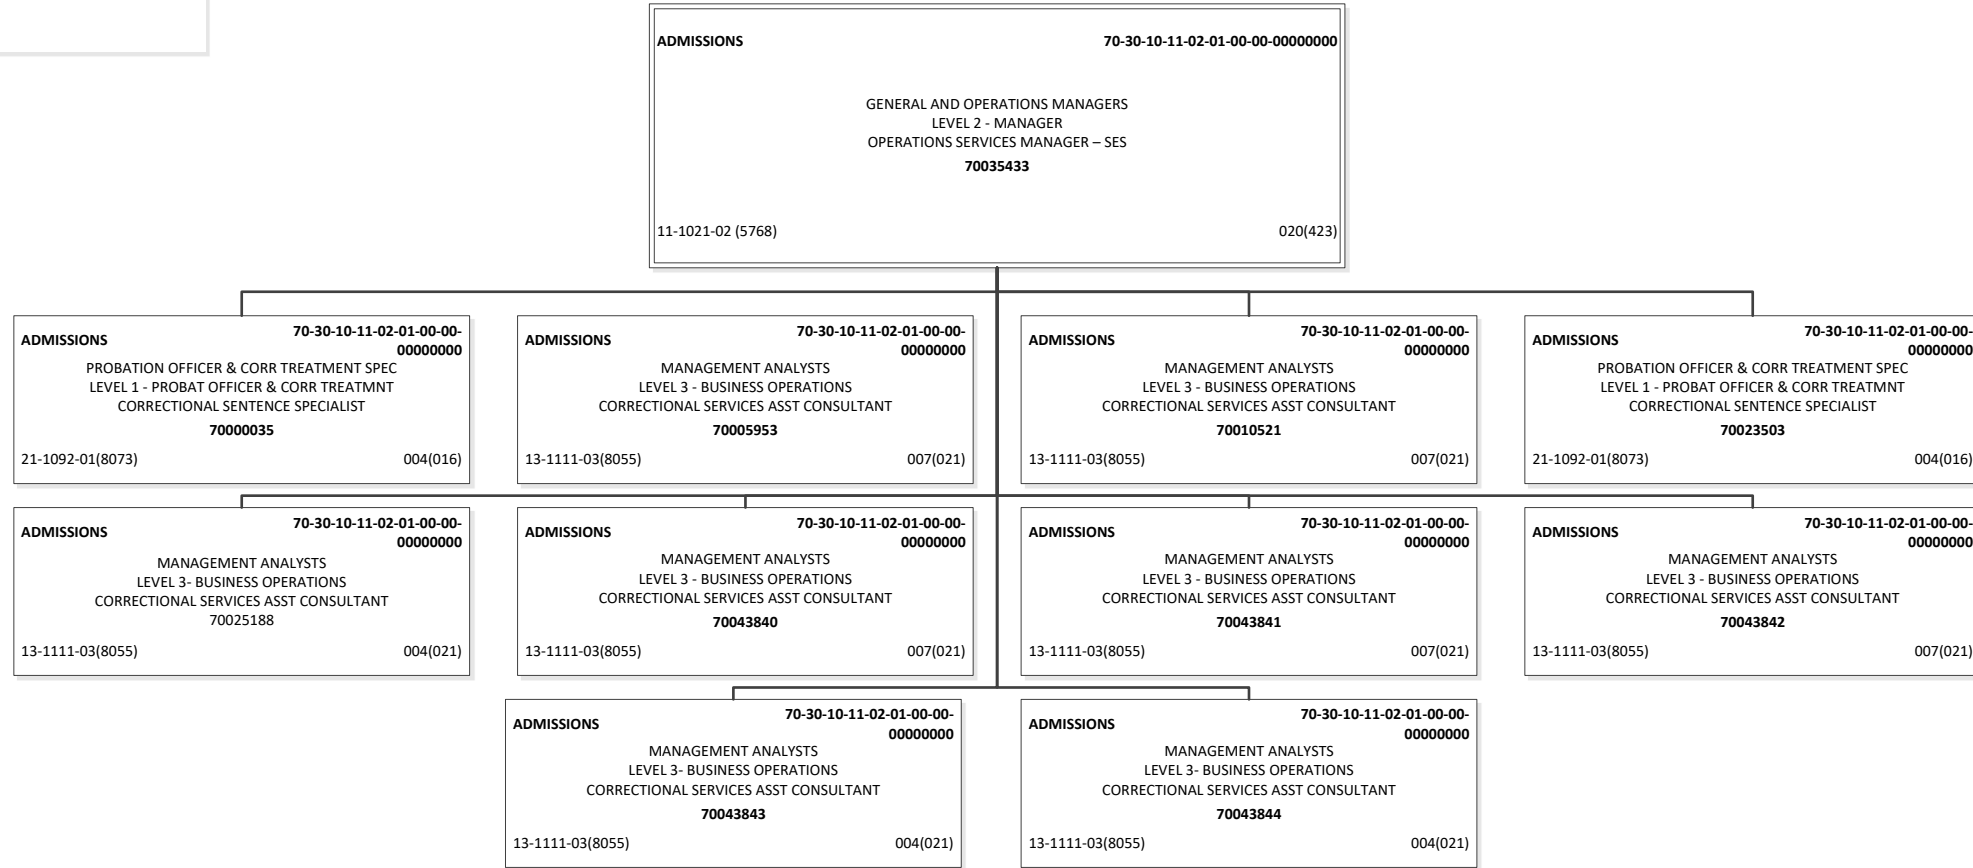 ADMISSIONS 70-30-10-11-02-01-00-00-00000000
GENERAL AND OPERATIONS MANAGERS
LEVEL 2 - MANAGER
OPERATIONS SERVICES MANAGER – SES
70035433
11-1021-02 (5768) 020(423)
ADMISSIONS 70-30-10-11-02-01-00-00-
00000000
PROBATION OFFICER & CORR TREATMENT SPEC
LEVEL 1 - PROBAT OFFICER & CORR TREATMNT
CORRECTIONAL SENTENCE SPECIALIST
70000035
21-1092-01(8073) 004(016)
ADMISSIONS 70-30-10-11-02-01-00-00-
00000000
MANAGEMENT ANALYSTS
LEVEL 3 - BUSINESS OPERATIONS
CORRECTIONAL SERVICES ASST CONSULTANT
70005953
13-1111-03(8055) 007(021)
ADMISSIONS 70-30-10-11-02-01-00-00-
00000000
MANAGEMENT ANALYSTS
LEVEL 3 - BUSINESS OPERATIONS
CORRECTIONAL SERVICES ASST CONSULTANT
70010521
13-1111-03(8055) 007(021)
ADMISSIONS 70-30-10-11-02-01-00-00-
00000000
PROBATION OFFICER & CORR TREATMENT SPEC
LEVEL 1 - PROBAT OFFICER & CORR TREATMNT
CORRECTIONAL SENTENCE SPECIALIST
70023503
21-1092-01(8073) 004(016)
ADMISSIONS 70-30-10-11-02-01-00-00-
00000000
MANAGEMENT ANALYSTS
LEVEL 3- BUSINESS OPERATIONS
CORRECTIONAL SERVICES ASST CONSULTANT
70025188
13-1111-03(8055) 004(021)
ADMISSIONS 70-30-10-11-02-01-00-00-
00000000
MANAGEMENT ANALYSTS
LEVEL 3 - BUSINESS OPERATIONS
CORRECTIONAL SERVICES ASST CONSULTANT
70043840
13-1111-03(8055) 007(021)
ADMISSIONS 70-30-10-11-02-01-00-00-
00000000
MANAGEMENT ANALYSTS
LEVEL 3 - BUSINESS OPERATIONS
CORRECTIONAL SERVICES ASST CONSULTANT
70043841
13-1111-03(8055) 007(021)
ADMISSIONS 70-30-10-11-02-01-00-00-
00000000
MANAGEMENT ANALYSTS
LEVEL 3 - BUSINESS OPERATIONS
CORRECTIONAL SERVICES ASST CONSULTANT
70043842
13-1111-03(8055) 007(021)
ADMISSIONS 70-30-10-11-02-01-00-00-
00000000
MANAGEMENT ANALYSTS
LEVEL 3- BUSINESS OPERATIONS
CORRECTIONAL SERVICES ASST CONSULTANT
70043843
13-1111-03(8055) 004(021)
ADMISSIONS 70-30-10-11-02-01-00-00-
00000000
MANAGEMENT ANALYSTS
LEVEL 3- BUSINESS OPERATIONS
CORRECTIONAL SERVICES ASST CONSULTANT
70043844
13-1111-03(8055) 004(021)